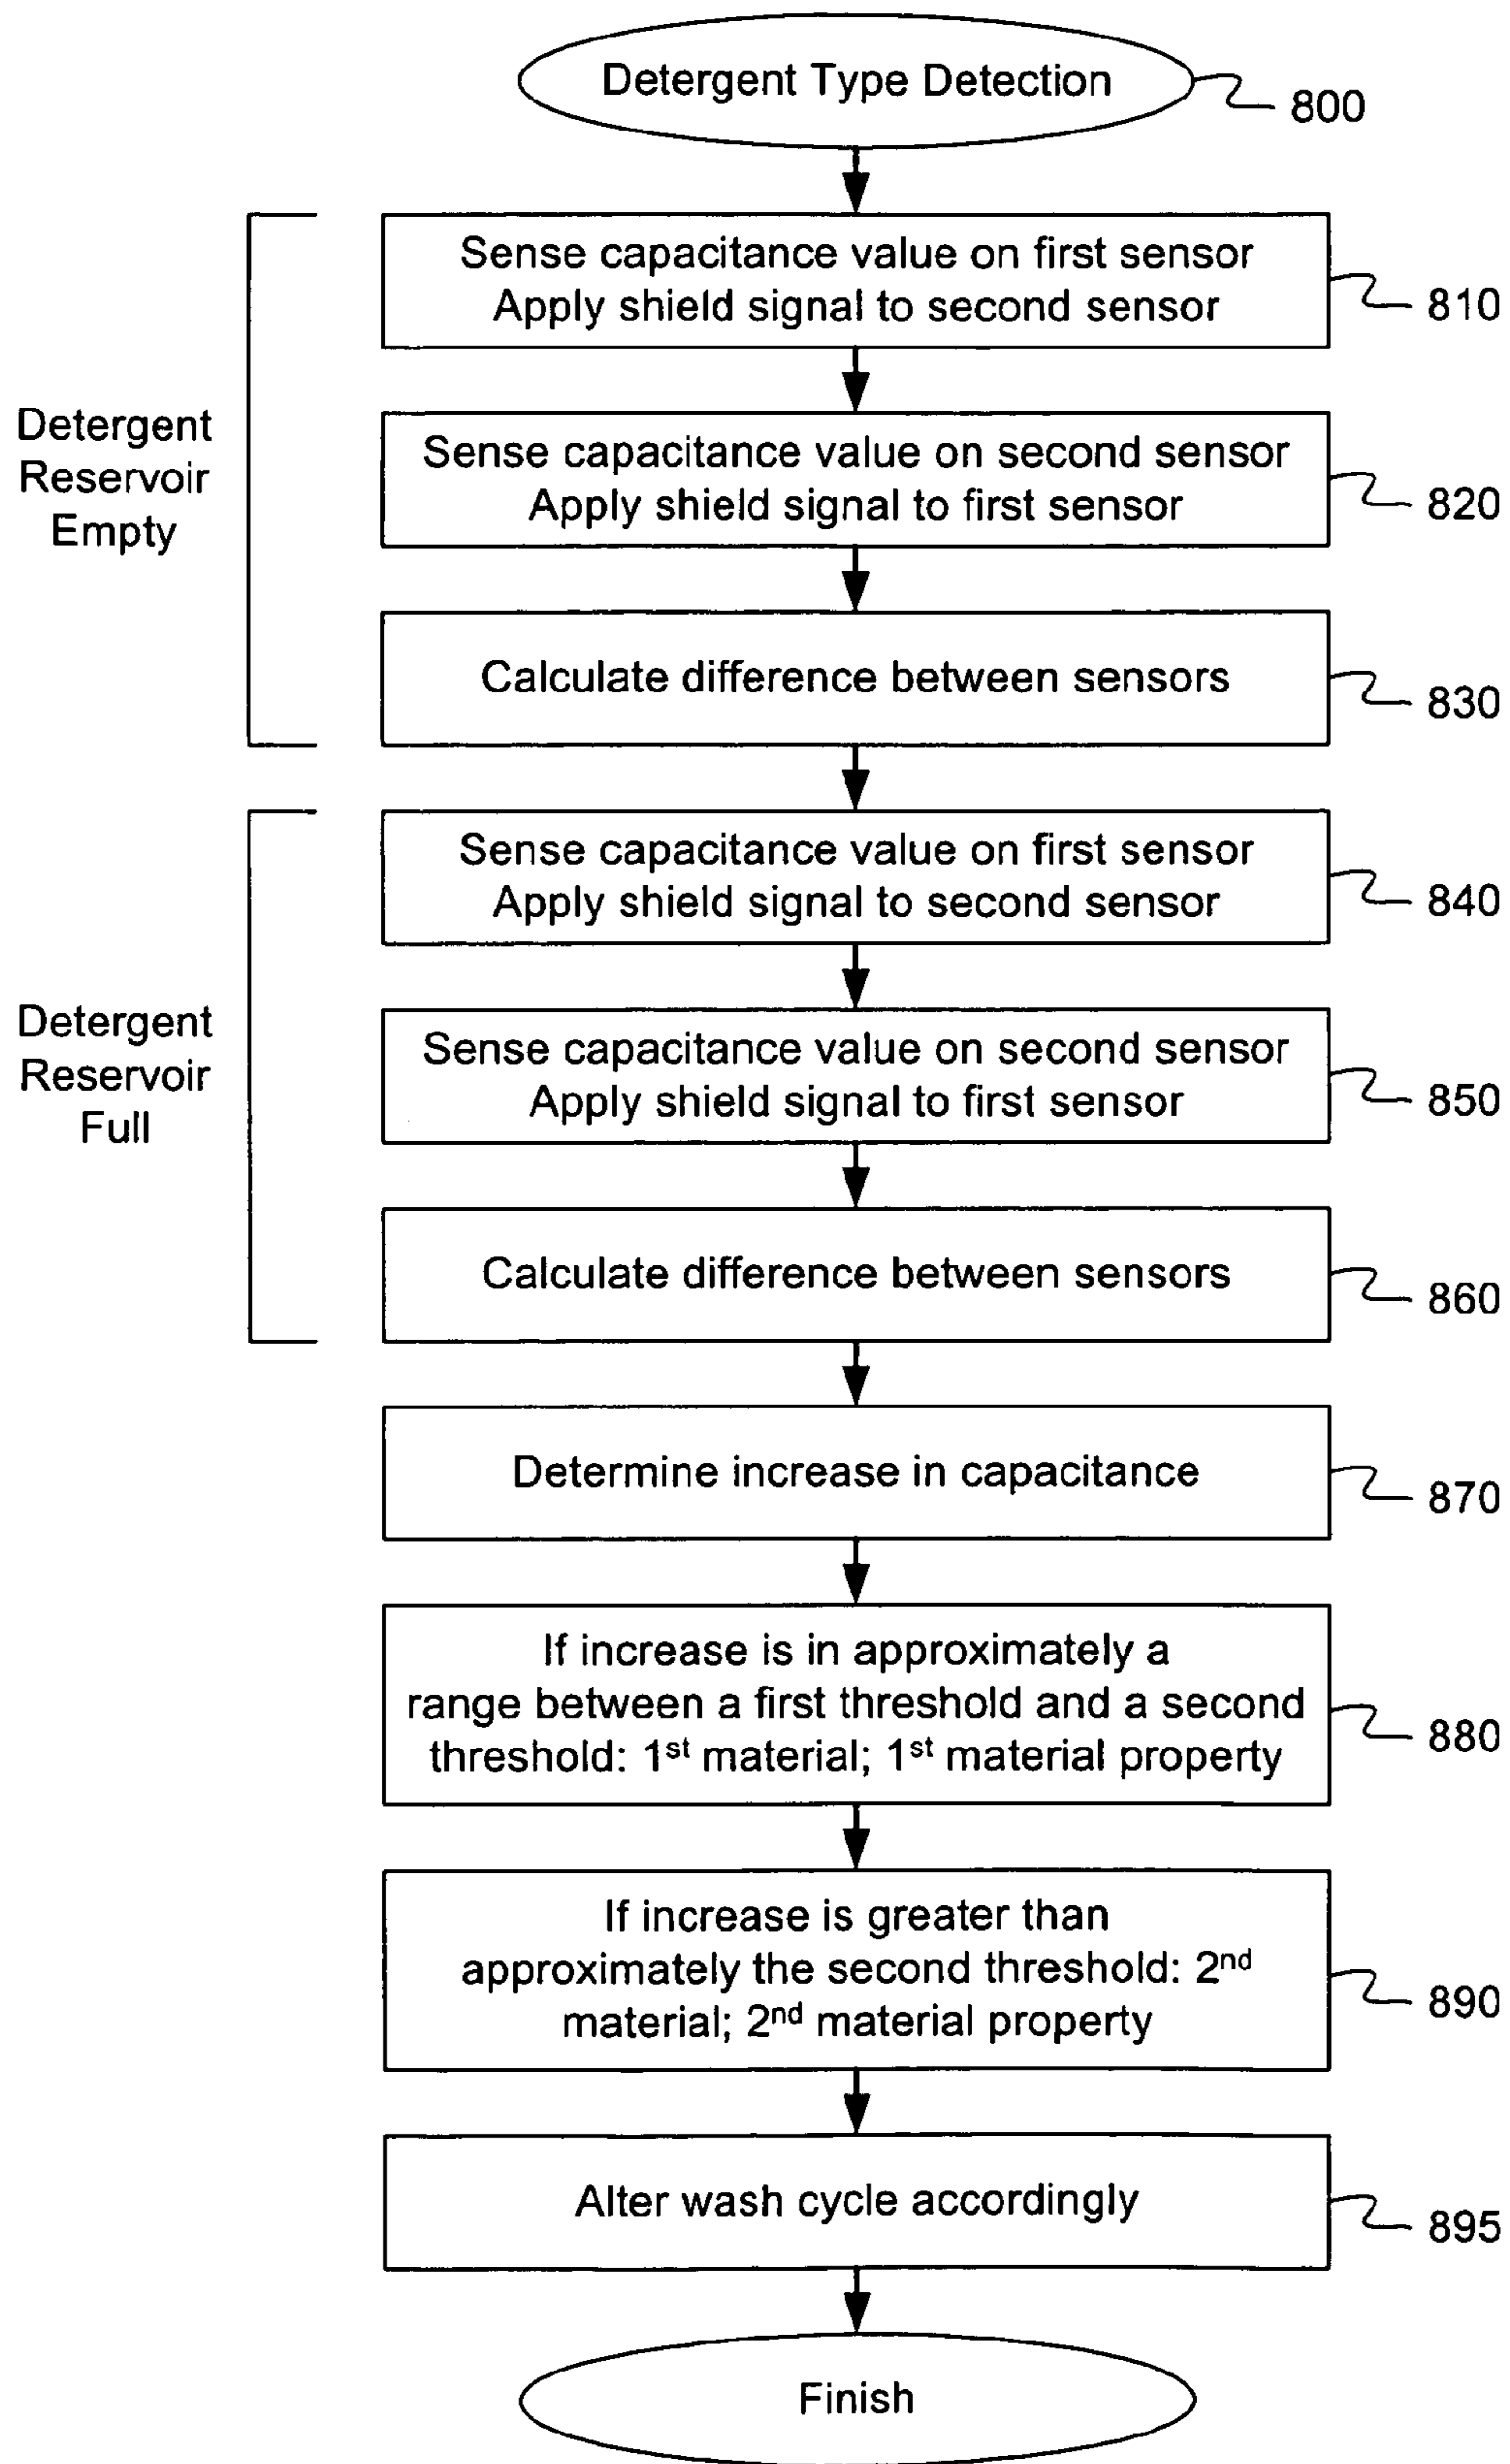 Detergent Type Detection
800
Sense capacitance value on first sensor
Apply shield signal to second sensor
810
Detergent
Reservoir
Empty
Sense capacitance value on second sensor
Apply shield signal to first sensor
820
Calculate difference between sensors
830
Sense capacitance value on first sensor
Apply shield signal to second sensor
840
Detergent
Reservoir
Full
Sense capacitance value on second sensor
Apply shield signal to first sensor
850
Calculate difference between sensors
860
Determine increase in capacitance
870
If increase is in approximately a
range between a first threshold and a second
threshold: 1st material; 1st material property
880
If increase is greater than
approximately the second threshold: 2nd
material; 2nd material property
890
Alter wash cycle accordingly
895
Finish